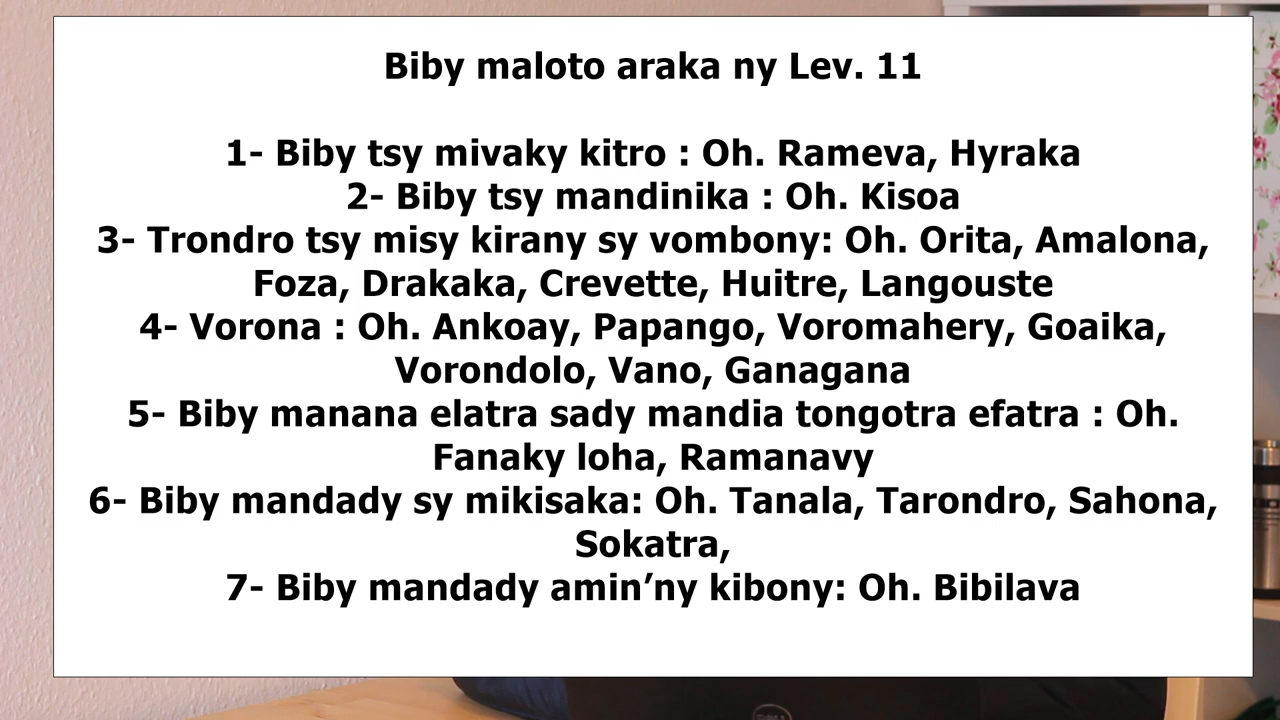 Biby maloto araka ny Lev. 11
1- Biby tsy mivaky kitro : Oh. Rameva, Hyraka
2- Biby tsy mandinika : Oh. Kisoa
3- Trondro tsy misy kirany sy vombony: Oh. Orita, Amalona,
Foza, Drakaka, Crevette, Huitre, Langouste
4- Vorona : Oh. Ankoay, Papango, Voromahery, Goaika,
Vorondolo, Vano, Ganagana
5- Biby manana elatra sady mandia tongotra efatra : Oh.
Fanaky loha, Ramanavy
6- Biby mandady sy mikisaka: Oh. Tanala, Tarondro, Sahona,
Sokatra,
7- Biby mandady amin’ny kibony: Oh. Bibilava